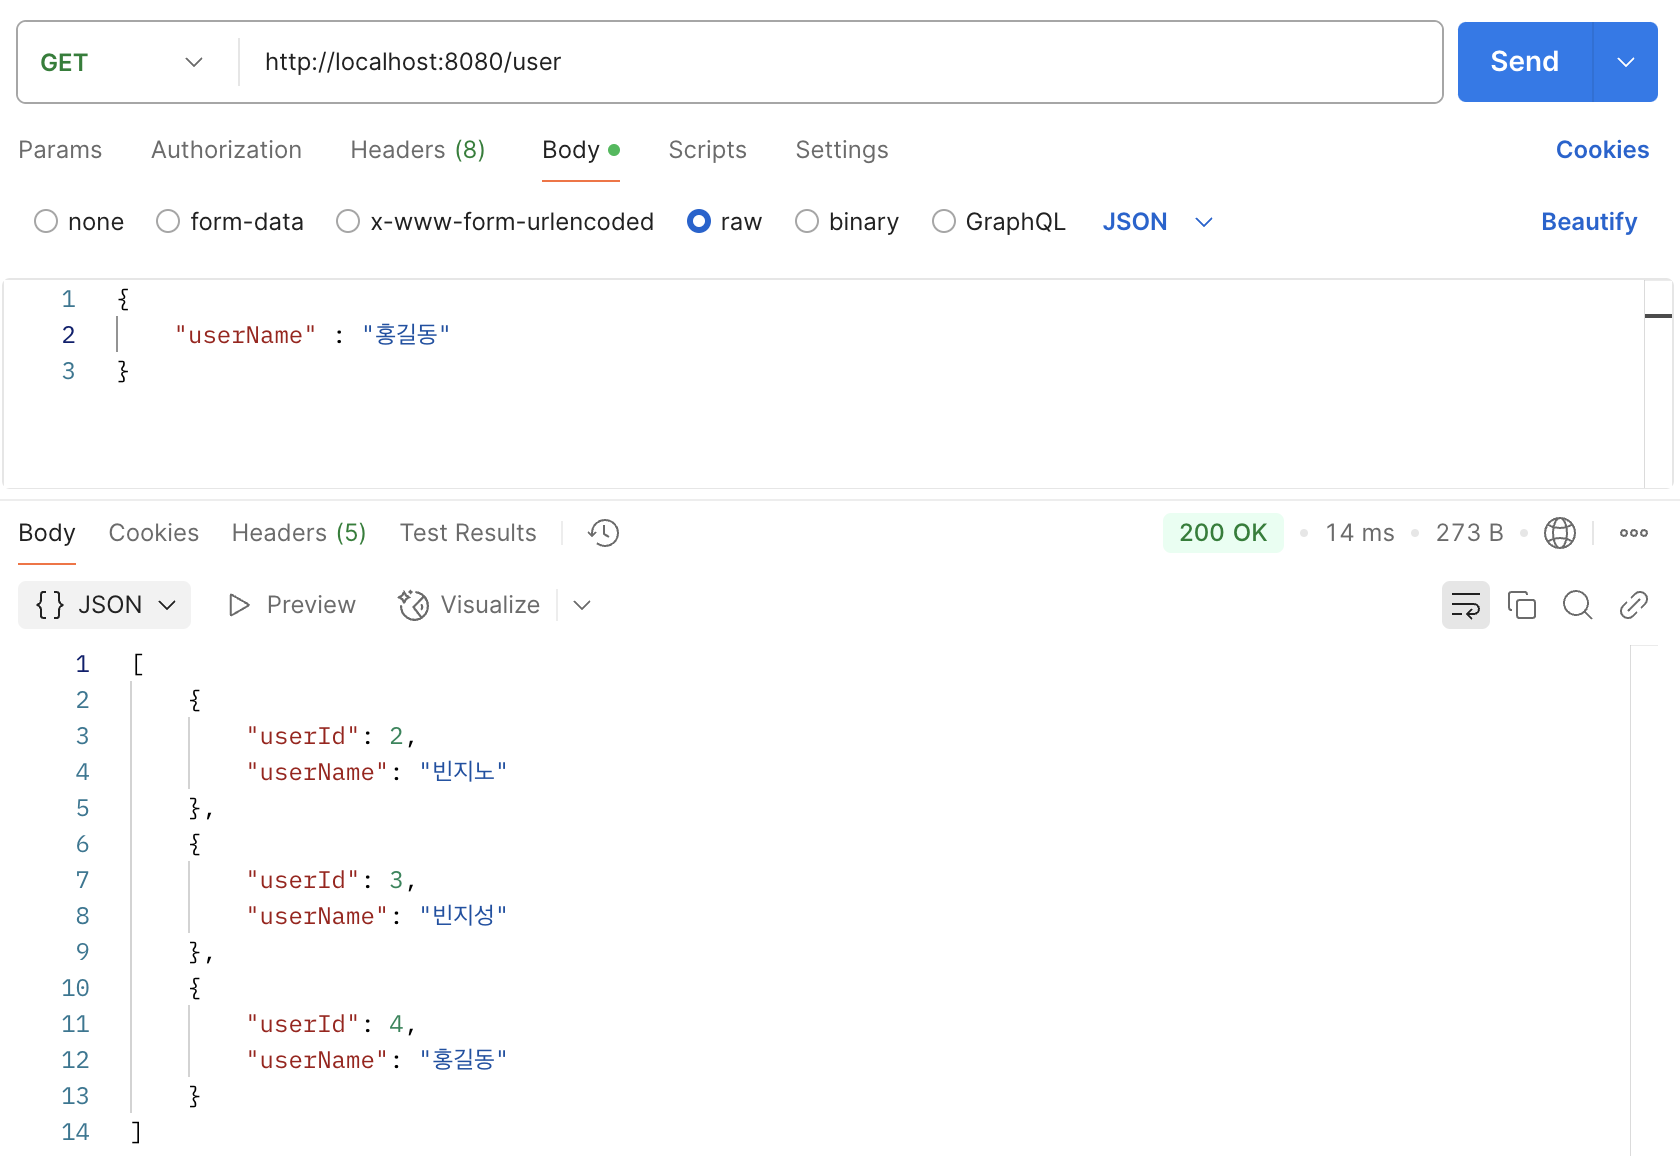 GET http://localhost:8080/user Send
Params Authorization Headers (8) Body Scripts Settings Cookies
none form-data x-www-form-urlencoded raw binary GraphQL JSON Beautify
1 {
2 "userName" : "홍길동"
3 }
Body Cookies Headers (5) Test Results 200 OK 14 ms 273 B
{} JSON Preview Visualize
1 [
2 {
3 "userId": 2,
4 "userName": "빈지노"
5 },
6 {
7 "userId": 3,
8 "userName": "빈지성"
9 },
10 {
11 "userId": 4,
12 "userName": "홍길동"
13 }
14 ]